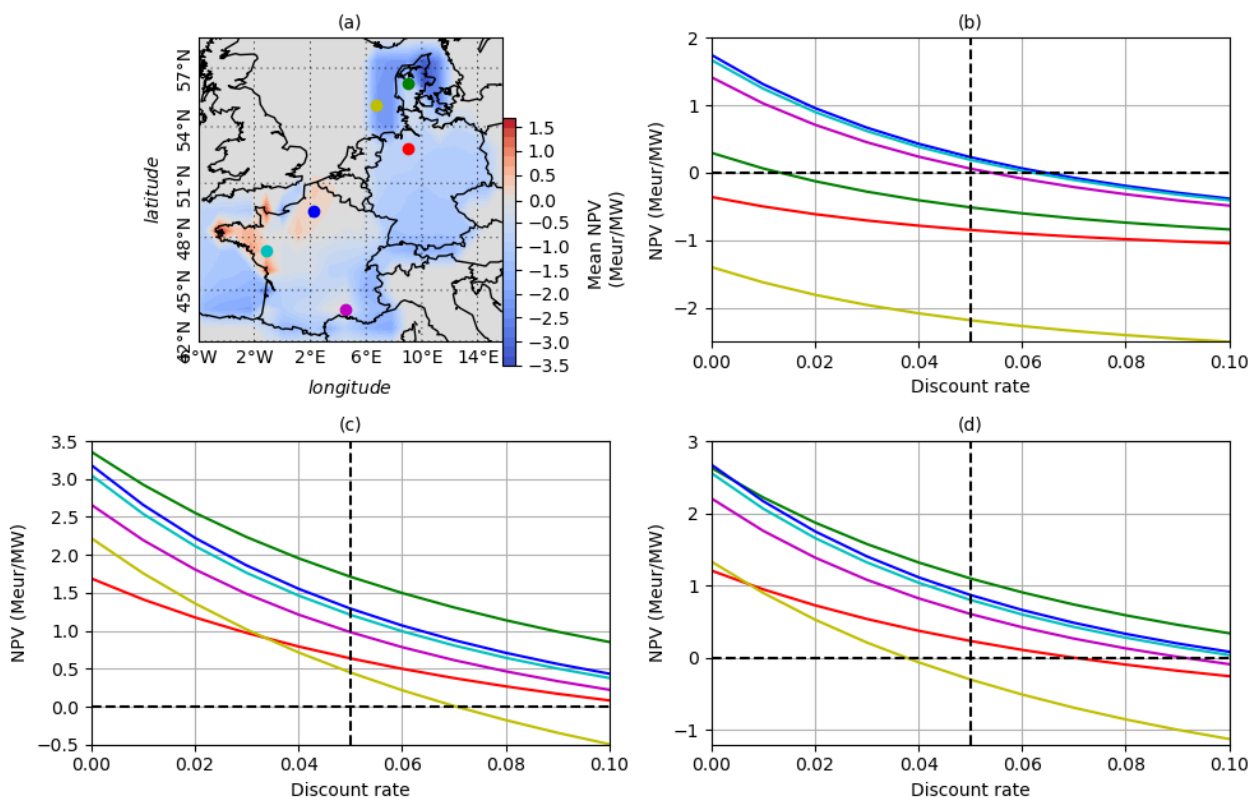 (a)
57°N
54°N
51°N
48°N
45°N
42°N
latitude
6°W 2°W 2°E 6°E 10°E 14°E
longitude
1.5
1.0
0.5
0.0
−0.5
−1.0
−1.5
−2.0
−2.5
−3.0
−3.5
Mean NPV
(Meur/MW)
(b)
2
1
0
−1
−2
NPV (Meur/MW)
0.00 0.02 0.04 0.06 0.08 0.10
Discount rate
(c)
3.5
3.0
2.5
2.0
1.5
1.0
0.5
0.0
−0.5
NPV (Meur/MW)
0.00 0.02 0.04 0.06 0.08 0.10
Discount rate
(d)
3
2
1
0
−1
NPV (Meur/MW)
0.00 0.02 0.04 0.06 0.08 0.10
Discount rate